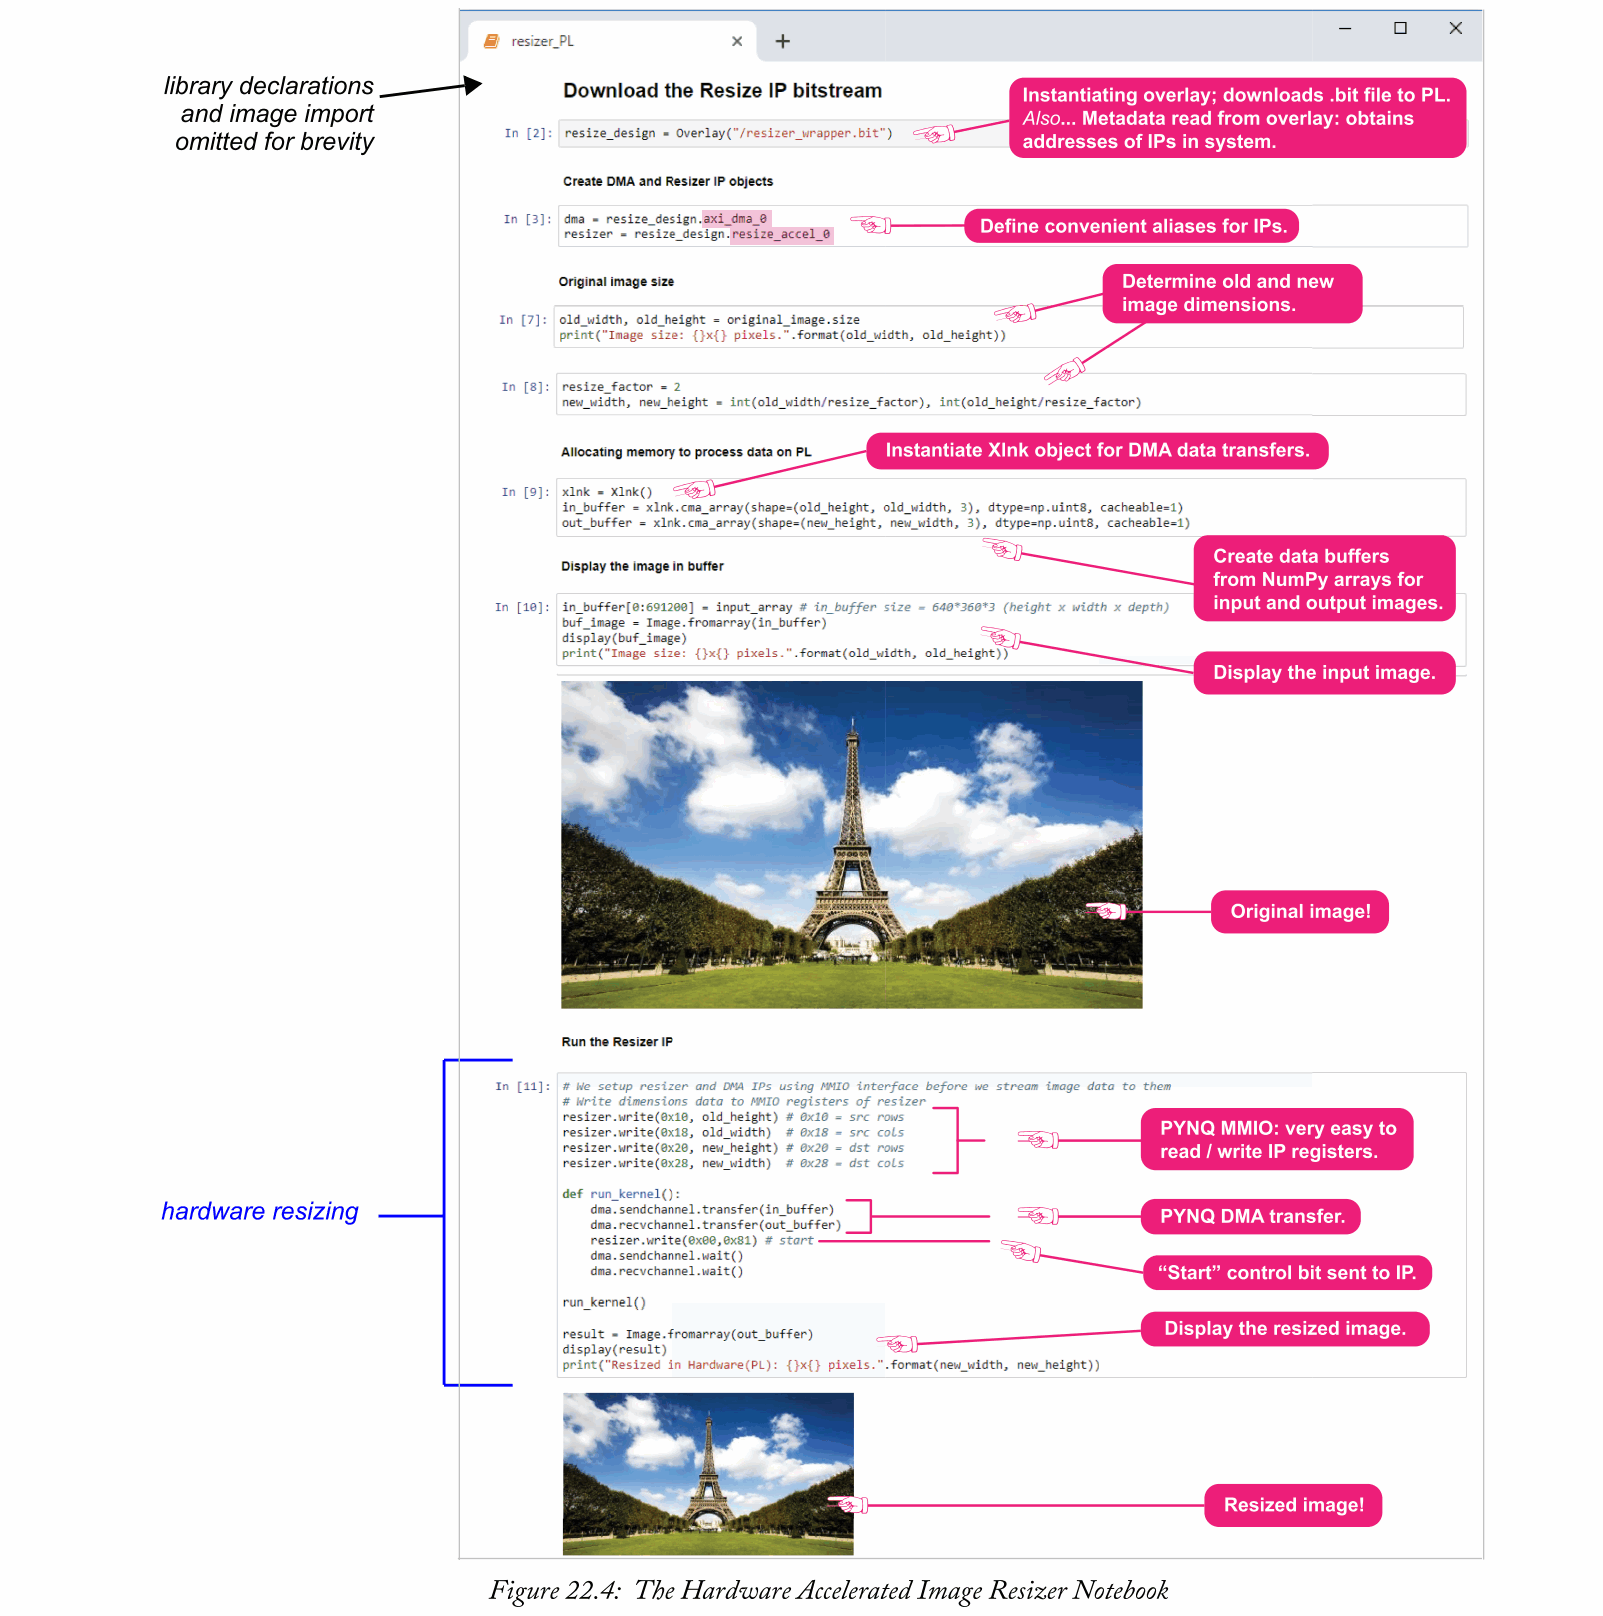 resizer_PL
library declarations
and image import
omitted for brevity
Download the Resize IP bitstream
Instantiating overlay; downloads .bit file to PL.
Also... Metadata read from overlay: obtains
addresses of IPs in system.
In [2]: resize_design = Overlay("/resizer_wrapper.bit")
Create DMA and Resizer IP objects
In [3]: dma = resize_design.axi_dma_0
resizer = resize_design.resize_accel_0
Define convenient aliases for IPs.
Original image size
Determine old and new
image dimensions.
In [7]: old_width, old_height = original_image.size
print("Image size: {}x{} pixels.".format(old_width, old_height))
In [8]: resize_factor = 2
new_width, new_height = int(old_width/resize_factor), int(old_height/resize_factor)
Allocating memory to process data on PL
Instantiate Xlnk object for DMA data transfers.
In [9]: xlnk = Xlnk()
in_buffer = xlnk.cma_array(shape=(old_height, old_width, 3), dtype=np.uint8, cacheable=1)
out_buffer = xlnk.cma_array(shape=(new_height, new_width, 3), dtype=np.uint8, cacheable=1)
Create data buffers
from NumPy arrays for
input and output images.
Display the image in buffer
In [10]: in_buffer[0:691200] = input_array # in_buffer size = 640*360*3 (height x width x depth)
buf_image = Image.fromarray(in_buffer)
display(buf_image)
print("Image size: {}x{} pixels.".format(old_width, old_height))
Display the input image.
Original image!
Run the Resizer IP
In [11]: # We setup resizer and DMA IPs using MMIO interface before we stream image data to them
# Write dimensions data to MMIO registers of resizer
resizer.write(0x10, old_height) # 0x10 = src rows
resizer.write(0x18, old_width)  # 0x18 = src cols
resizer.write(0x20, new_height) # 0x20 = dst rows
resizer.write(0x28, new_width)  # 0x28 = dst cols
PYNQ MMIO: very easy to
read / write IP registers.
hardware resizing
def run_kernel():
dma.sendchannel.transfer(in_buffer)
dma.recvchannel.transfer(out_buffer)
resizer.write(0x00,0x81) # start
dma.sendchannel.wait()
dma.recvchannel.wait()
PYNQ DMA transfer.
“Start” control bit sent to IP.
run_kernel()
result = Image.fromarray(out_buffer)
display(result)
print("Resized in Hardware(PL): {}x{} pixels.".format(new_width, new_height))
Display the resized image.
Resized image!
Figure 22.4: The Hardware Accelerated Image Resizer Notebook